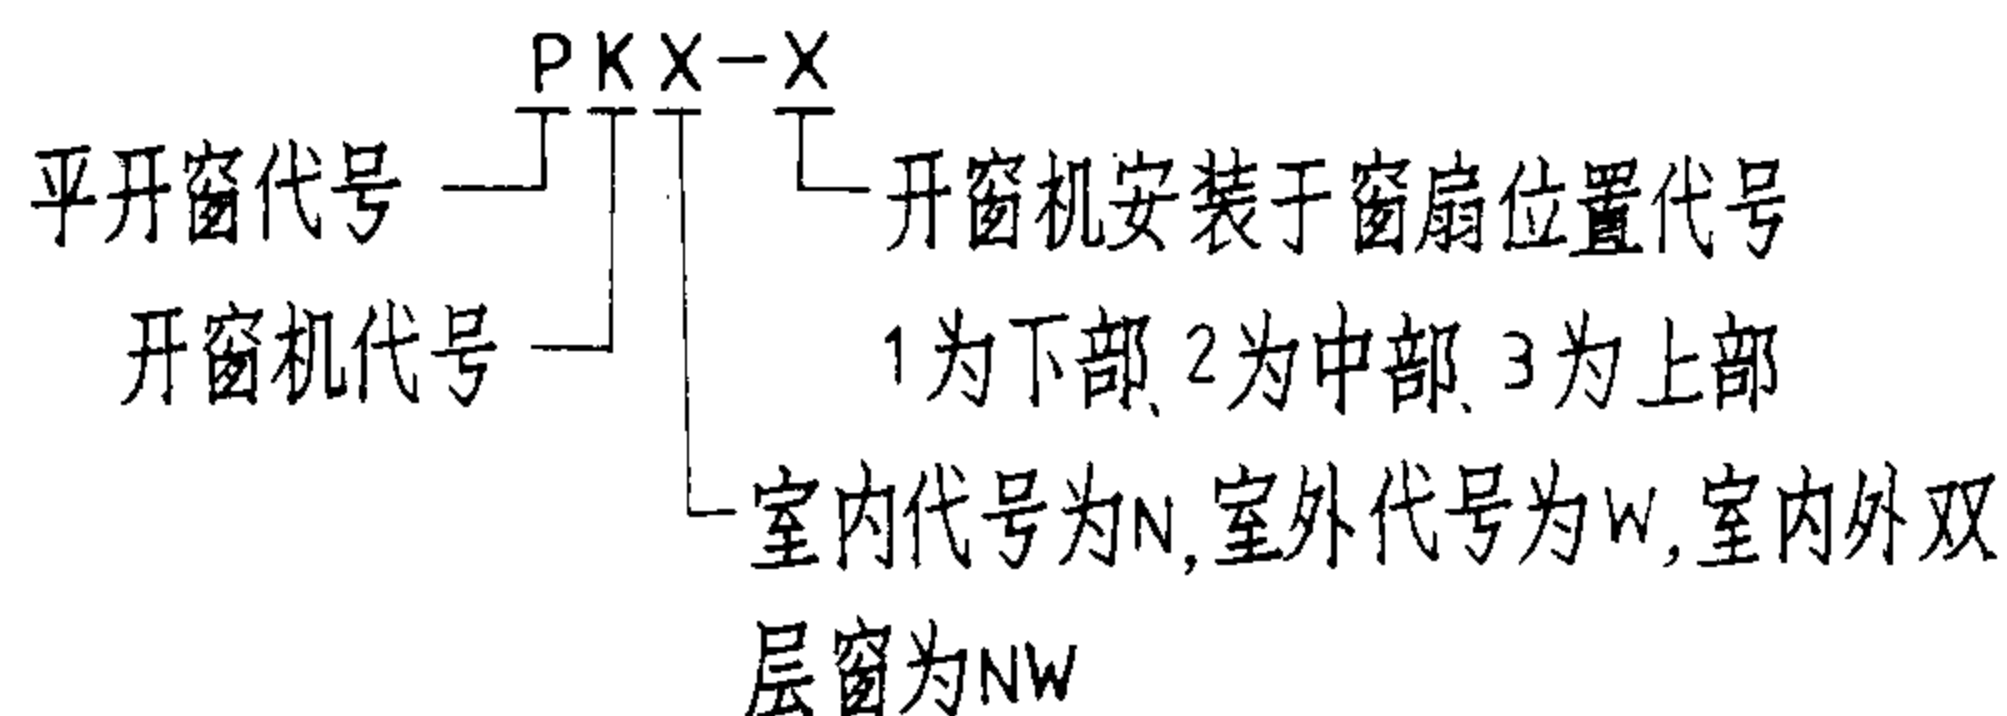 PKX-X
平开窗代号
开窗机安装于窗扇位置代号
开窗机代号
1为下部、2为中部、3为上部
室内代号为N,室外代号为W,室内外双
层窗为NW